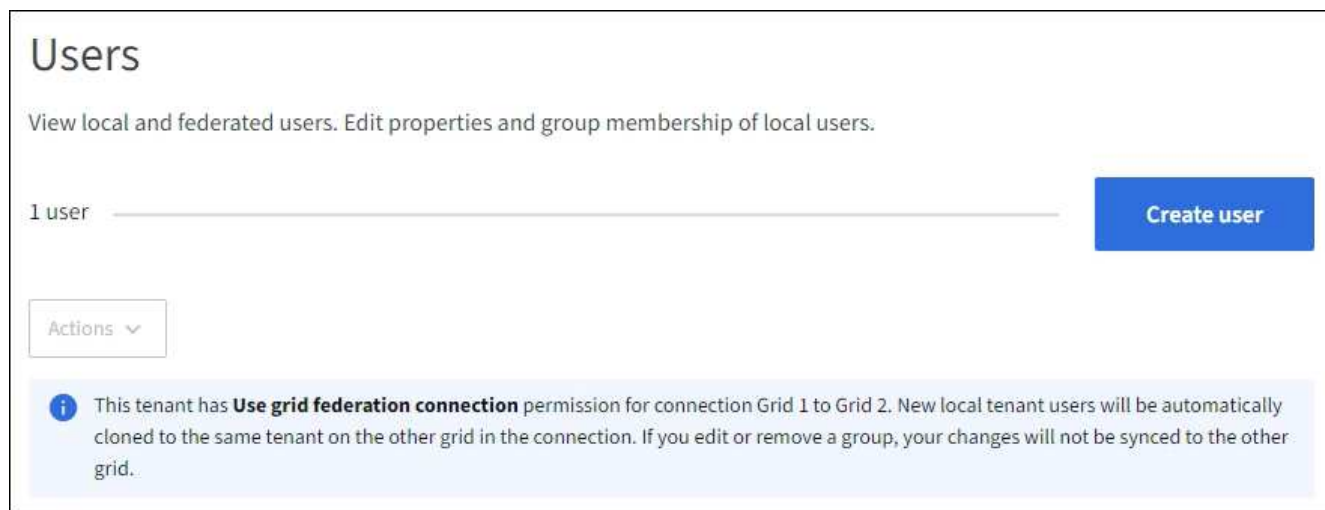 Users
View local and federated users. Edit properties and group membership of local users.
1 user
Create user
Actions
This tenant has Use grid federation connection permission for connection Grid 1 to Grid 2. New local tenant users will be automatically
cloned to the same tenant on the other grid in the connection. If you edit or remove a group, your changes will not be synced to the other
grid.